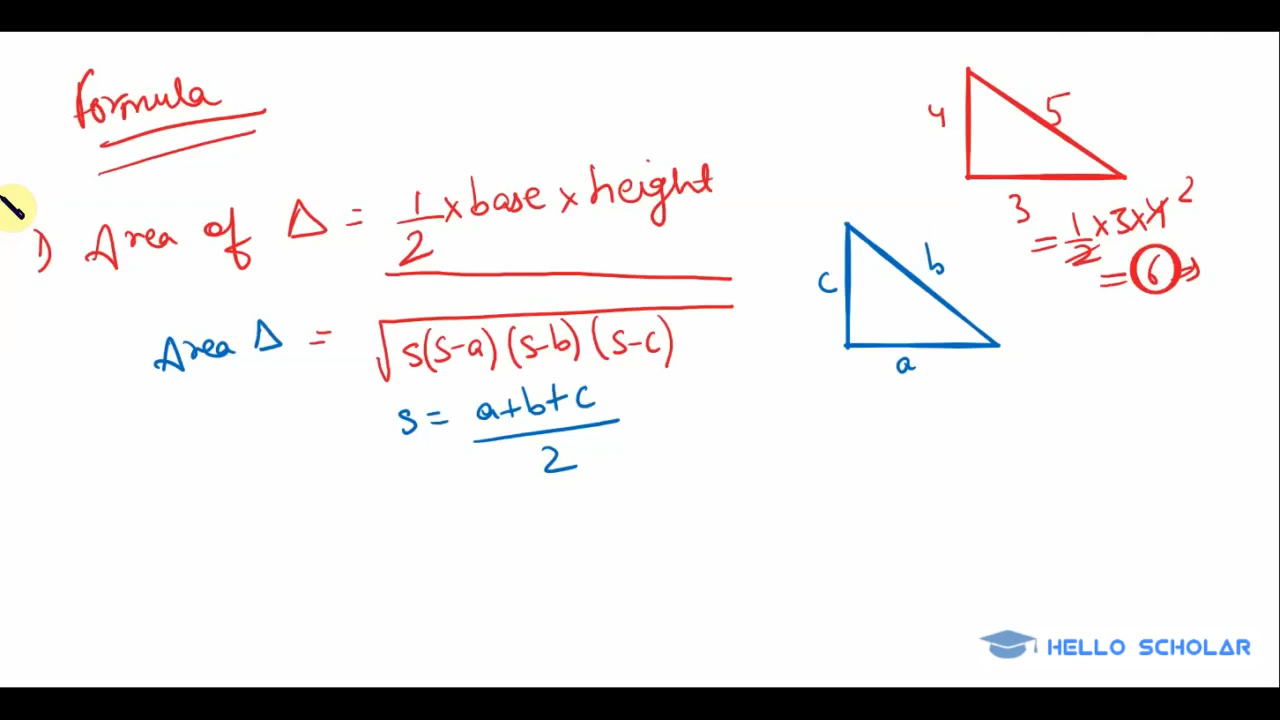 Formula
1) Area of Δ = 1/2 × base × height
Area Δ = √s(s-a)(s-b)(s-c)
s = a+b+c/2
4
5
3
= 1/2 × 3 × 4 2
= 6
c
b
a
HELLO SCHOLAR